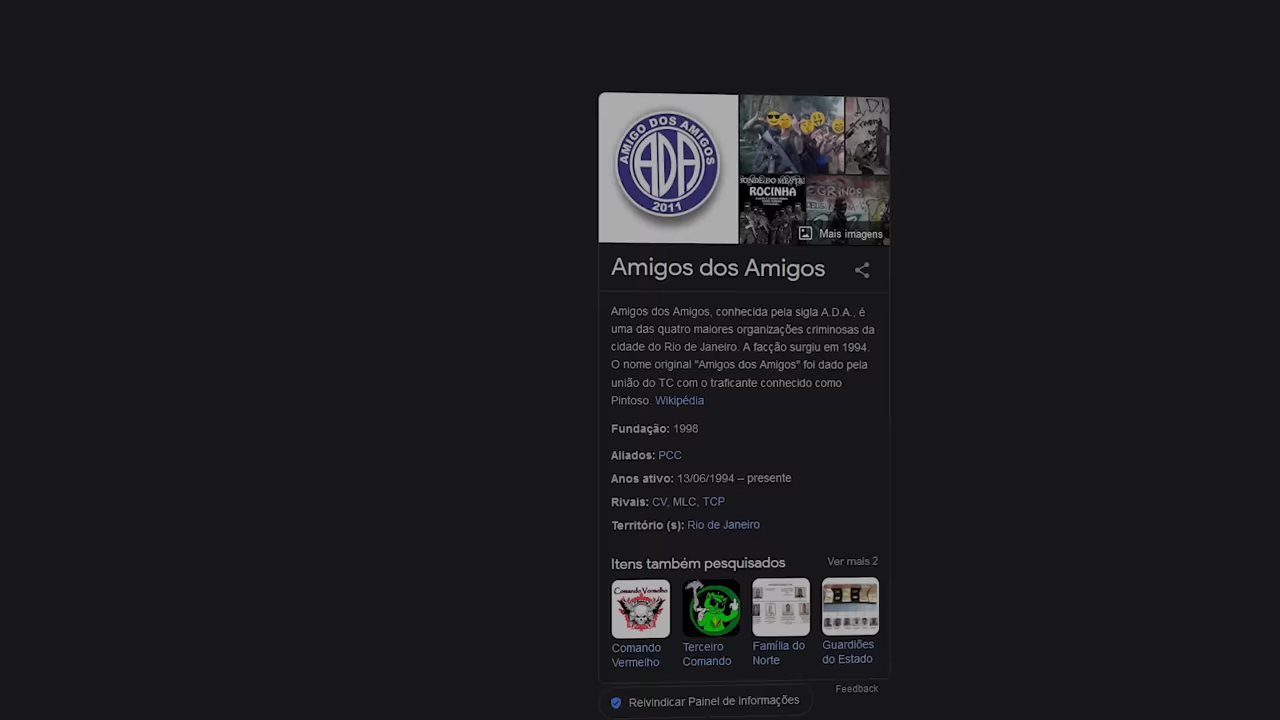 AMIGO DOS AMIGOS
ADA
2011
ROCINHA
Mais imagens
Amigos dos Amigos
Amigos dos Amigos, conhecida pela sigla A.D.A., é
uma das quatro maiores organizações criminosas da
cidade do Rio de Janeiro. A facção surgiu em 1994.
O nome original "Amigos dos Amigos" foi dado pela
união do TC com o traficante conhecido como
Pintoso. Wikipédia
Fundação: 1998
Aliados: PCC
Anos ativo: 13/06/1994 – presente
Rivais: CV, MLC, TCP
Território (s): Rio de Janeiro
Itens também pesquisados
Ver mais 2
Comando Vermelho
Comando
Vermelho
Terceiro
Comando
Família do
Norte
Guardiões
do Estado
Feedback
Reivindicar Painel de informações